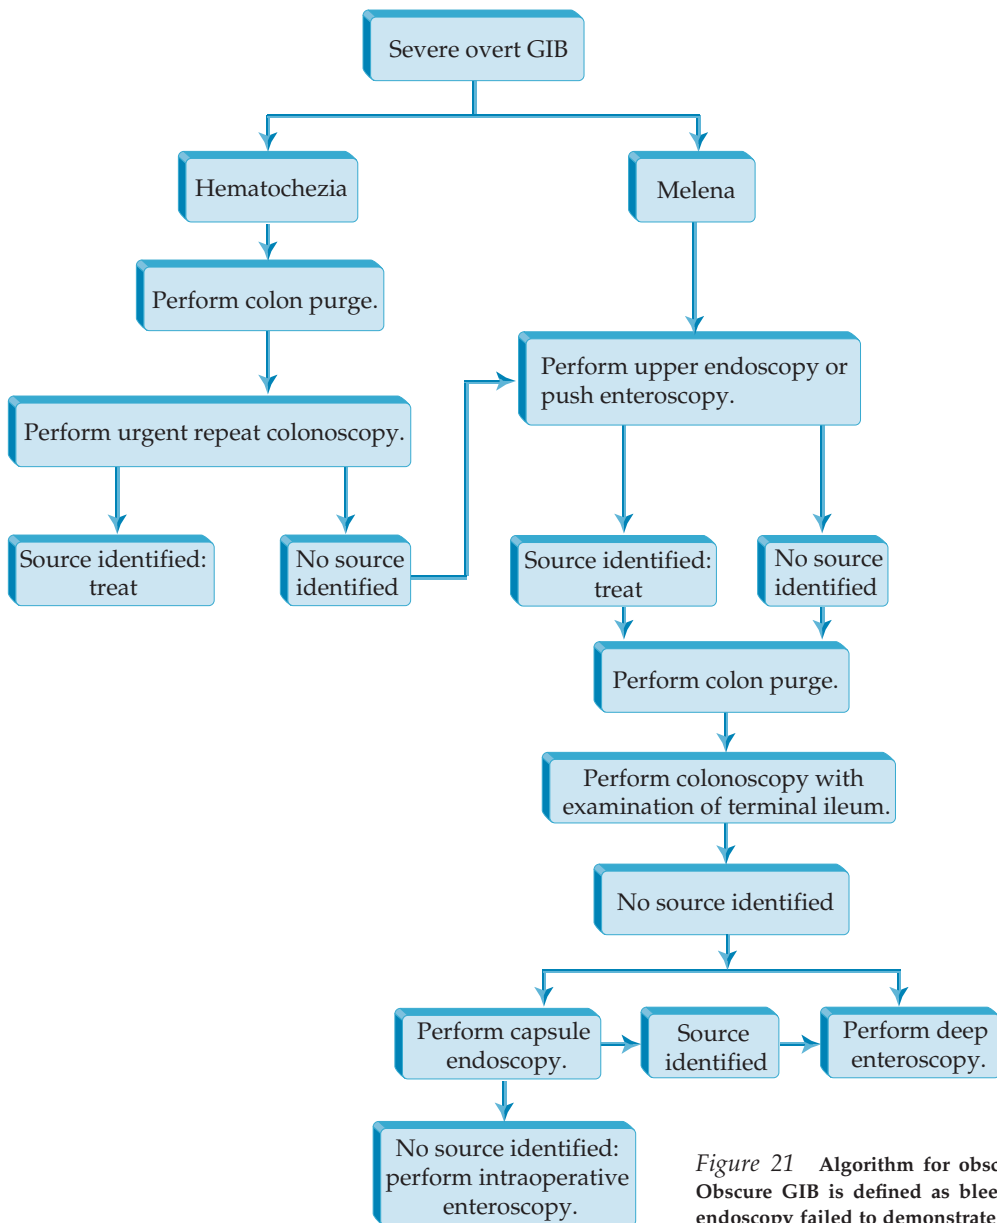 Severe overt GIB
Hematochezia
Melena
Perform colon purge.
Perform upper endoscopy or
push enteroscopy.
Perform urgent repeat colonoscopy.
Source identified:
treat
No source
identified
Source identified:
treat
No source
identified
Perform colon purge.
Perform colonoscopy with
examination of terminal ileum.
No source identified
Perform capsule
endoscopy.
Source
identified
Perform deep
enteroscopy.
No source identified:
perform intraoperative
enteroscopy.
Figure 21 Algorithm for obsc
Obscure GIB is defined as blee
endoscopy failed to demonstrate